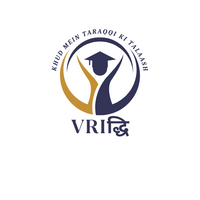 KHUD MEIN TARAQQI KI TALAASH
VRIद्धि